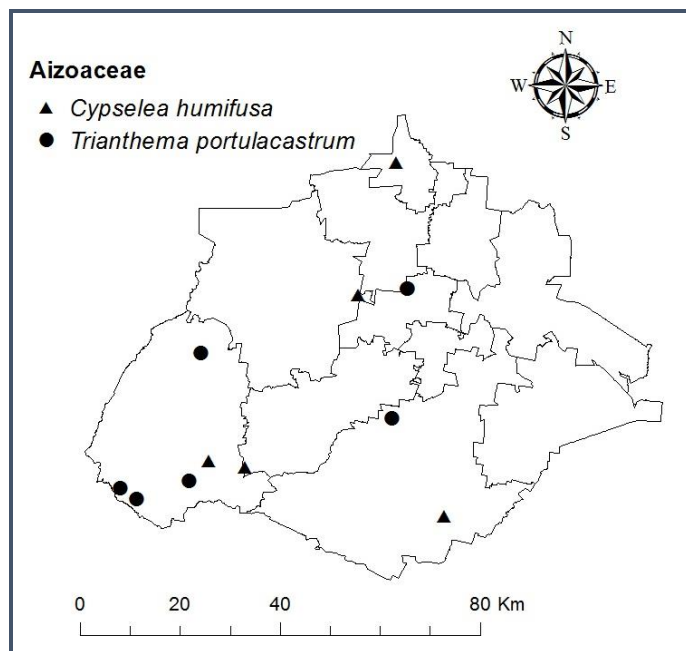 N
Aizoaceae
W E
Cypselea humifusa
S
Trianthema portulacastrum
0 20 40 80 Km